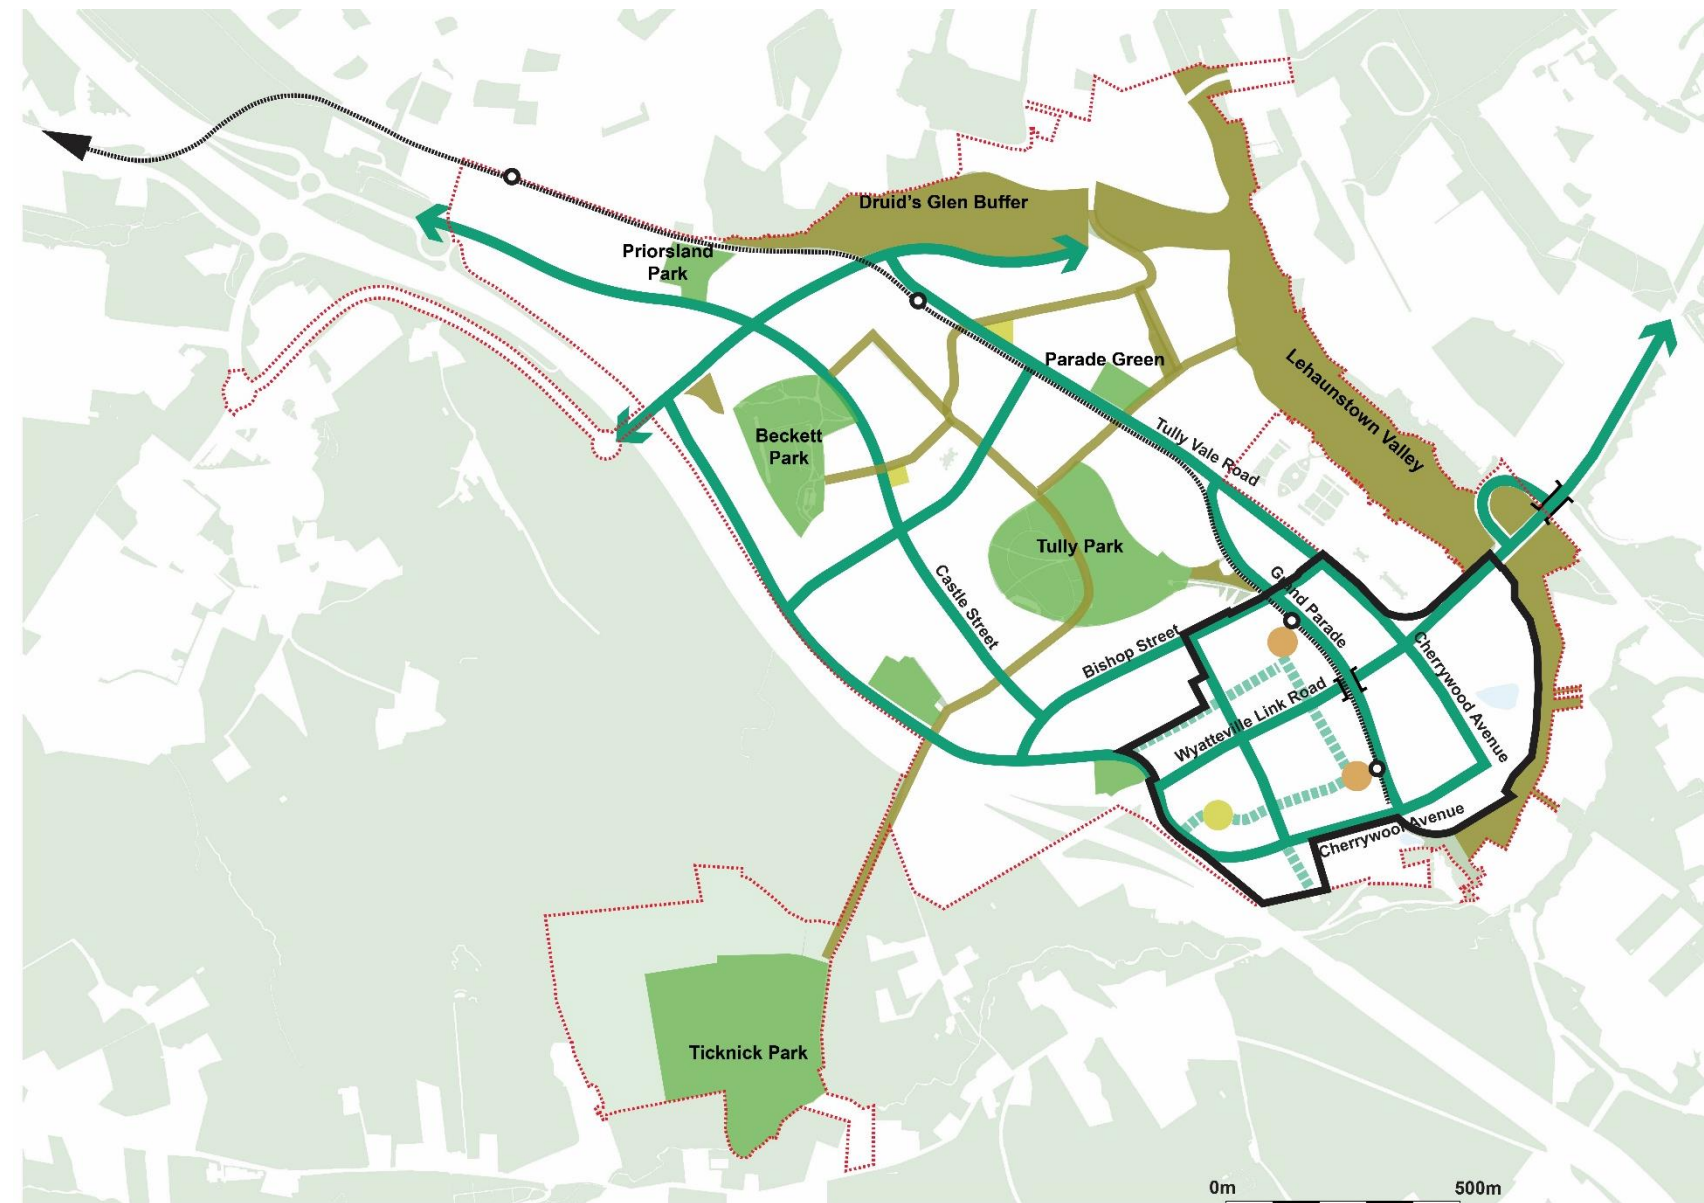 Druid's Glen Buffer
Priorsland
Park
Parade Green
Lehaunstown Valley
Tully Vale Road
Beckett
Park
Tully Park
Castle Street
Grand Parade
Bishop Street
Cherrywood Avenue
Wyatteville Link Road
Cherrywood Avenue
Ticknick Park
0m
500m